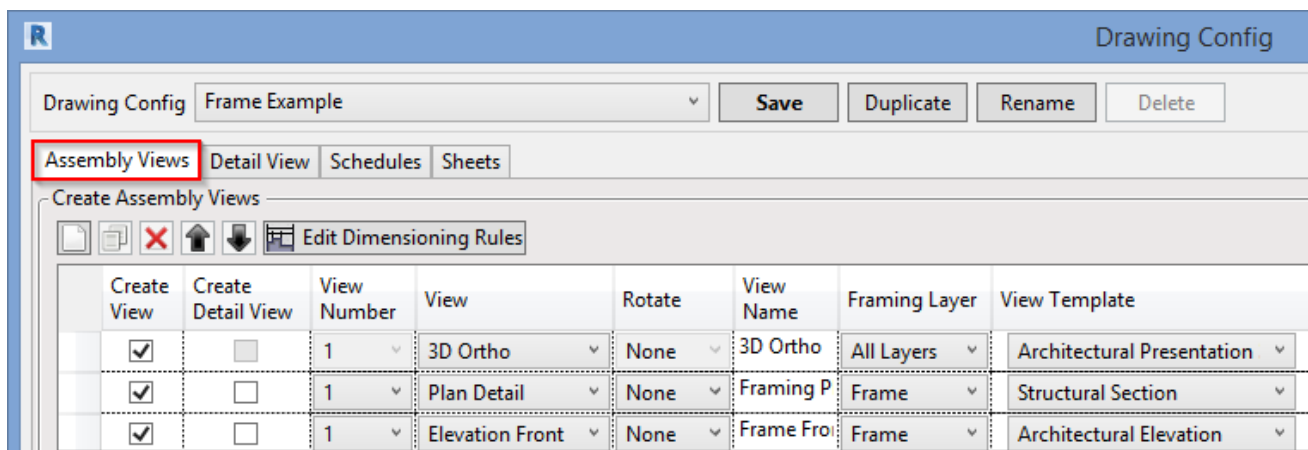 R
Drawing Config
Drawing Config Frame Example Save Duplicate Rename Delete
Assembly Views Detail View Schedules Sheets
Create Assembly Views
Edit Dimensioning Rules
Create View Create Detail View View Number View Rotate View Name Framing Layer View Template
1 3D Ortho None 3D Ortho All Layers Architectural Presentation
1 Plan Detail None Framing P Frame Structural Section
1 Elevation Front None Frame Fro Frame Architectural Elevation